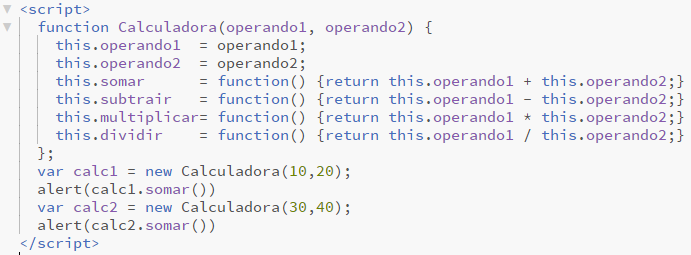 <script>
function Calculadora(operando1, operando2) {
this.operando1  = operando1;
this.operando2  = operando2;
this.somar      = function() {return this.operando1 + this.operando2;}
this.subtrair   = function() {return this.operando1 - this.operando2;}
this.multiplicar= function() {return this.operando1 * this.operando2;}
this.dividir    = function() {return this.operando1 / this.operando2;}
};
var calc1 = new Calculadora(10,20);
alert(calc1.somar())
var calc2 = new Calculadora(30,40);
alert(calc2.somar())
</script>